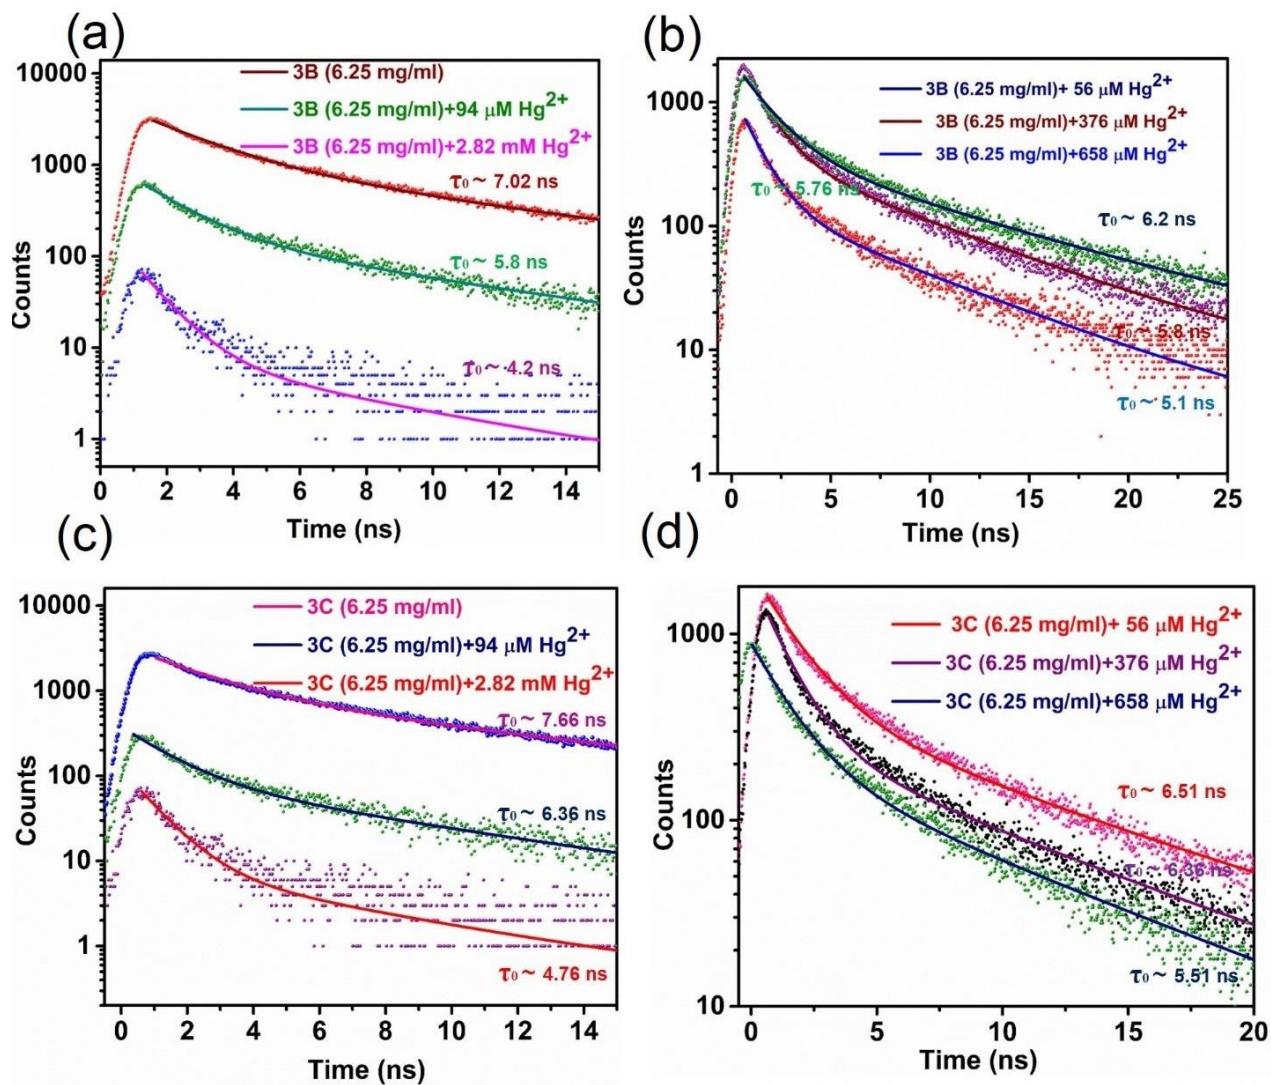 (a)
10000
1000
100
10
1
Counts
3B (6.25 mg/ml)
3B (6.25 mg/ml)+94 μM Hg2+
3B (6.25 mg/ml)+2.82 mM Hg2+
τ0 ~ 7.02 ns
τ0 ~ 5.8 ns
τ0 ~ 4.2 ns
0 2 4 6 8 10 12 14
Time (ns)
(b)
1000
100
10
1
Counts
3B (6.25 mg/ml)+ 56 μM Hg2+
3B (6.25 mg/ml)+376 μM Hg2+
3B (6.25 mg/ml)+658 μM Hg2+
τ0 ~ 5.76 ns
τ0 ~ 6.2 ns
τ0 ~ 5.8 ns
τ0 ~ 5.1 ns
0 5 10 15 20 25
Time (ns)
(c)
10000
1000
100
10
1
Counts
3C (6.25 mg/ml)
3C (6.25 mg/ml)+94 μM Hg2+
3C (6.25 mg/ml)+2.82 mM Hg2+
τ0 ~ 7.66 ns
τ0 ~ 6.36 ns
τ0 ~ 4.76 ns
0 2 4 6 8 10 12 14
Time (ns)
(d)
1000
100
10
Counts
3C (6.25 mg/ml)+ 56 μM Hg2+
3C (6.25 mg/ml)+376 μM Hg2+
3C (6.25 mg/ml)+658 μM Hg2+
τ0 ~ 6.51 ns
τ0 ~ 6.36 ns
τ0 ~ 5.51 ns
0 5 10 15 20
Time (ns)